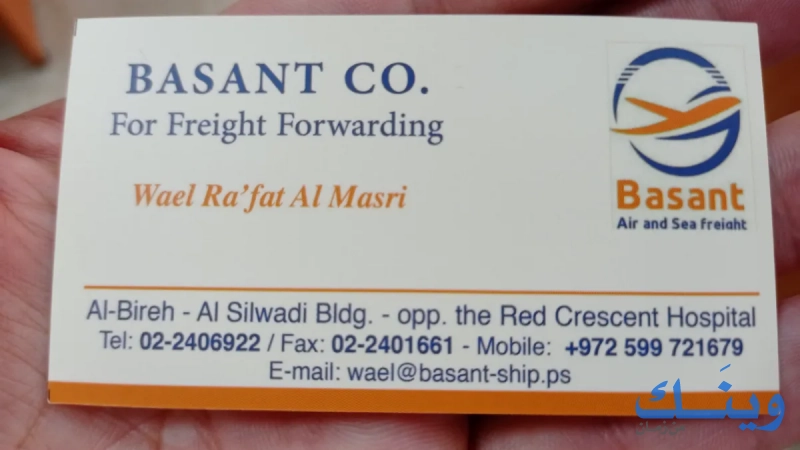 BASANT CO.
For Freight Forwarding
Wael Ra'fat Al Masri
Basant
Air and Sea freight
Al-Bireh - Al Silwadi Bldg. - opp. the Red Crescent Hospital
Tel: 02-2406922 / Fax: 02-2401661 - Mobile: +972 599 721679
E-mail: wael@basant-ship.ps
وينَـك